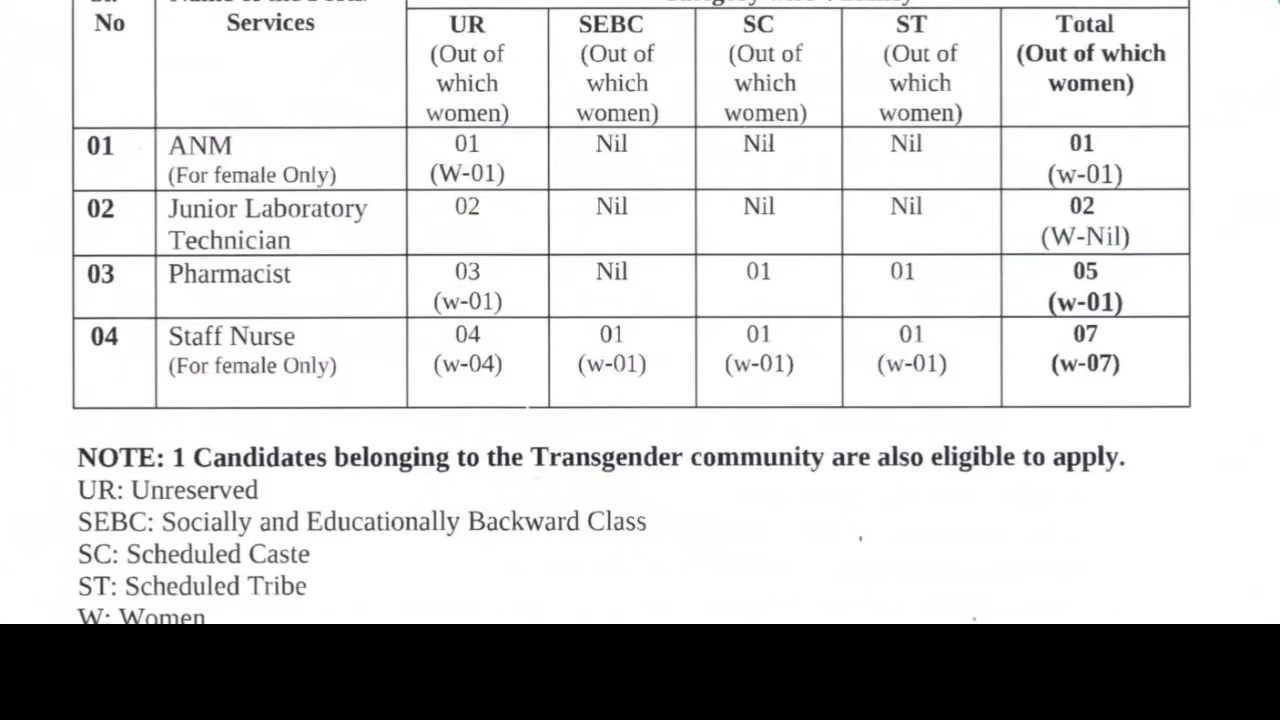 No Services UR SEBC SC ST Total
(Out of (Out of (Out of (Out of (Out of which
which which which which women)
women) women) women) women)
01 ANM 01 Nil Nil Nil 01
(For female Only) (W-01) (w-01)
02 Junior Laboratory 02 Nil Nil Nil 02
Technician (W-Nil)
03 Pharmacist 03 Nil 01 01 05
(w-01) (w-01)
04 Staff Nurse 04 01 01 01 07
(For female Only) (w-04) (w-01) (w-01) (w-01) (w-07)
NOTE: 1 Candidates belonging to the Transgender community are also eligible to apply.
UR: Unreserved
SEBC: Socially and Educationally Backward Class
SC: Scheduled Caste
ST: Scheduled Tribe
W: Women